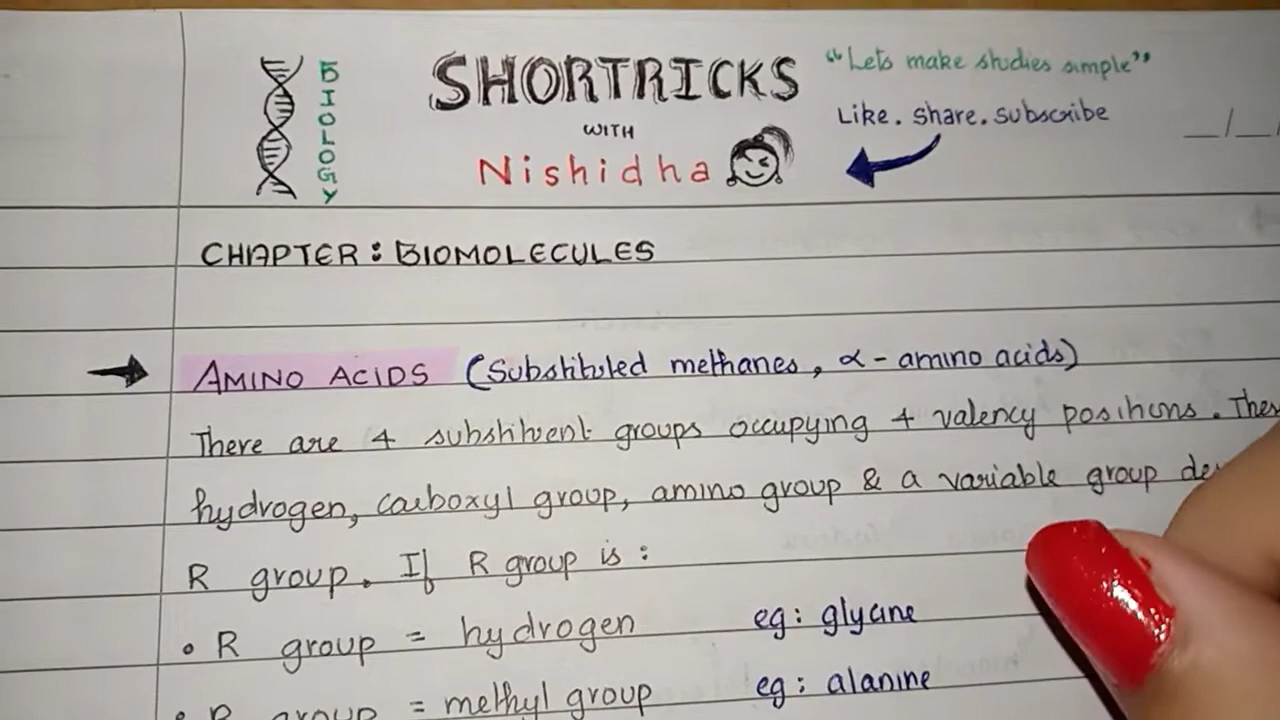 BIOLOGY
SHORTRICKS
WITH
Nishidha
"Lets make studies simple"
Like. share. subscribe
__/__/
CHAPTER: BIOMOLECULES
AMINO ACIDS (Substituted methanes, α-amino acids)
There are 4 substituent groups occupying 4 valency positions.
hydrogen, carboxyl group, amino group & a variable group
R group. If R group is:
• R group = hydrogen eg: glycine
• R group = methyl group eg: alanine